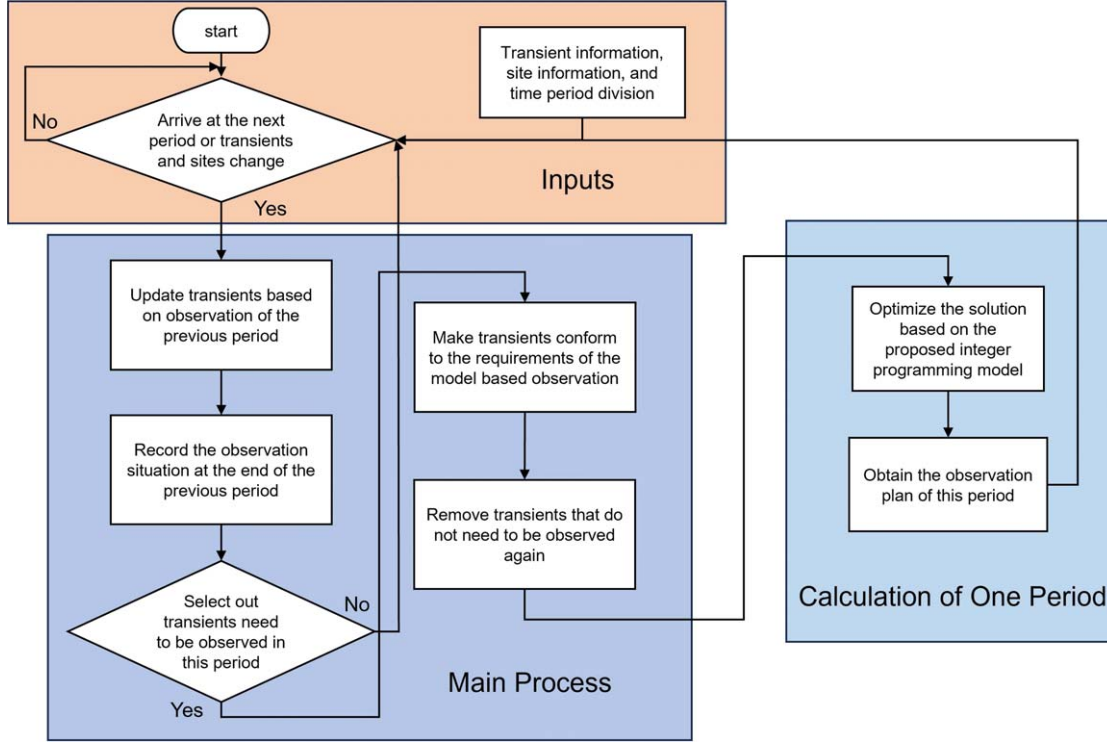 start
Transient information,
site information, and
time period division
No
Arrive at the next
period or transients
and sites change
Inputs
Yes
Update transients based
on observation of the
previous period
Make transients conform
to the requirements of the
model based observation
Optimize the solution
based on the
proposed integer
programming model
Record the observation
situation at the end of the
previous period
Obtain the observation
plan of this period
Remove transients that do
not need to be observed
again
Select out
transients need
to be observed in
this period
No
Calculation of One Period
Main Process
Yes